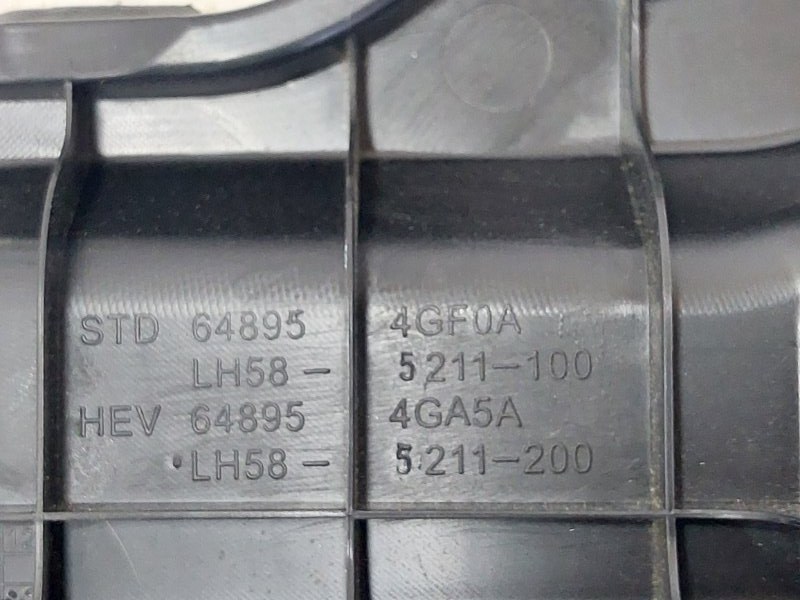 STD 64895 4GF0A
LH58- 5211-100
HEV 64895 4GA5A
LH58- 5211-200